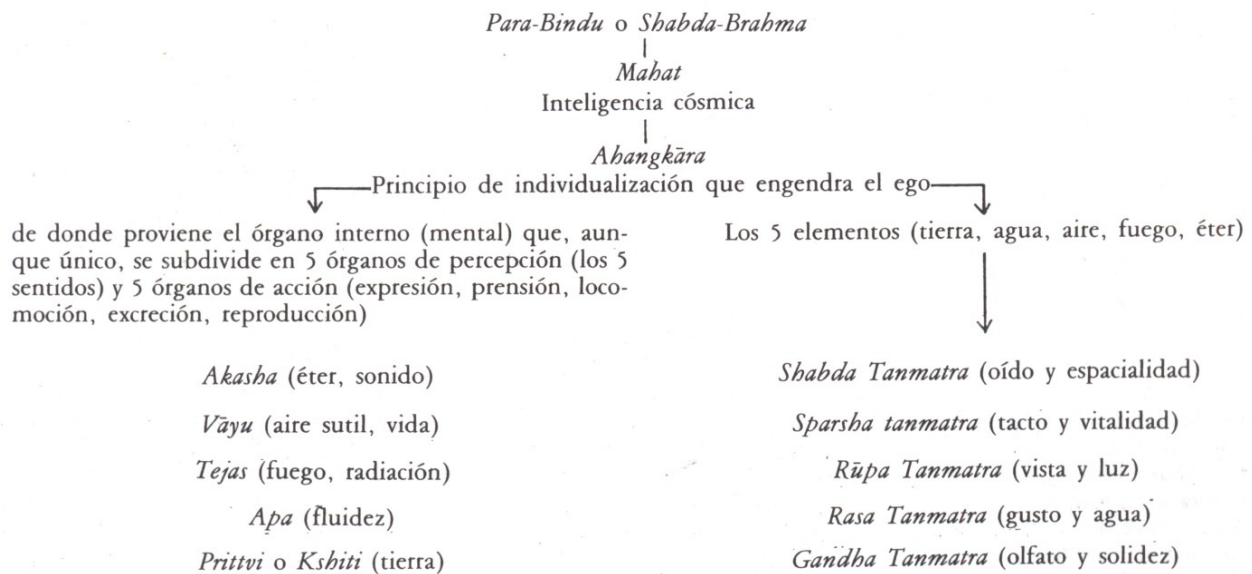 Para-Bindu o Shabda-Brahma
Mahat
Inteligencia cósmica
Ahangkāra
Principio de individualización que engendra el ego
de donde proviene el órgano interno (mental) que, aun-
que único, se subdivide en 5 órganos de percepción (los 5
sentidos) y 5 órganos de acción (expresión, prensión, loco-
moción, excreción, reproducción)
Los 5 elementos (tierra, agua, aire, fuego, éter)
Akasha (éter, sonido)
Vāyu (aire sutil, vida)
Tejas (fuego, radiación)
Apa (fluidez)
Prittvi o Kshiti (tierra)
Shabda Tanmatra (oído y espacialidad)
Sparsha tanmatra (tacto y vitalidad)
Rūpa Tanmatra (vista y luz)
Rasa Tanmatra (gusto y agua)
Gandha Tanmatra (olfato y solidez)